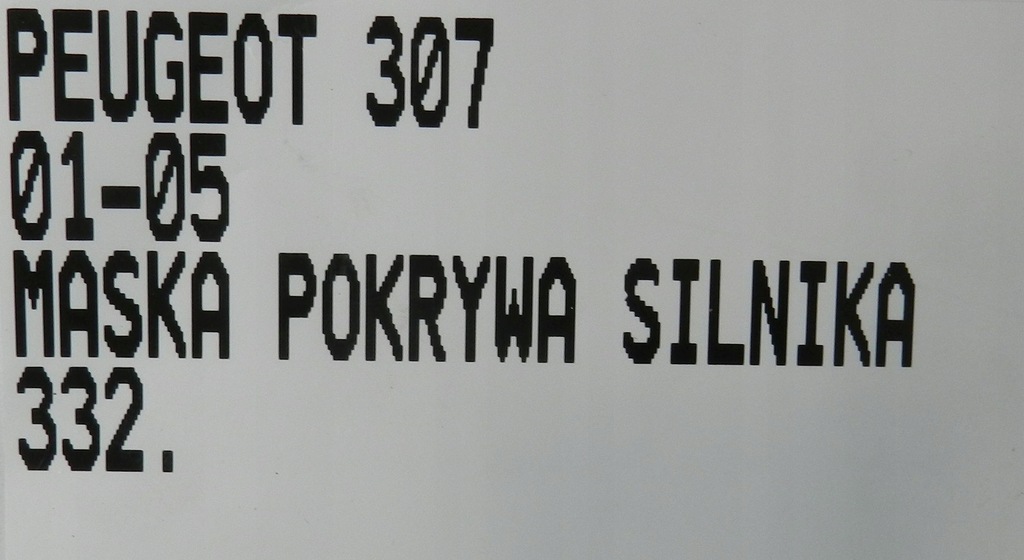 PEUGEOT 307
01-05
MASKA POKRYWA SILNIKA
332.